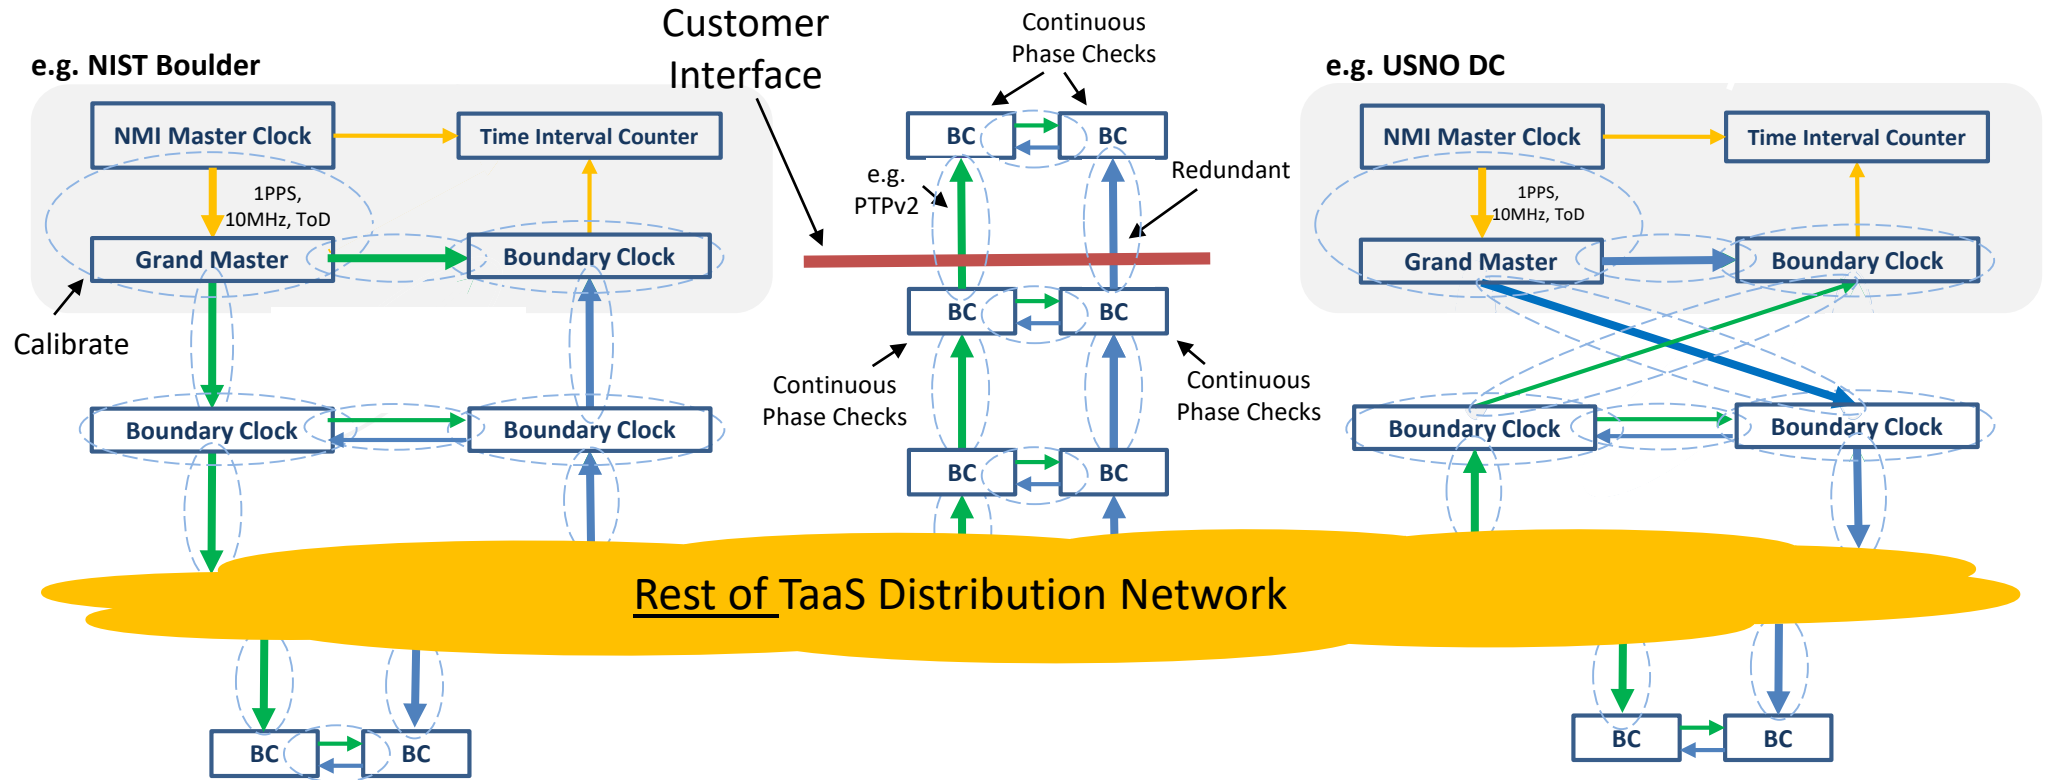 Customer
Interface
Continuous
Phase Checks
e.g. NIST Boulder
e.g. USNO DC
NMI Master Clock
Time Interval Counter
1PPS,
10MHz, ToD
Grand Master
Boundary Clock
Calibrate
Boundary Clock
Boundary Clock
BC
BC
e.g.
PTPv2
Redundant
BC
BC
Continuous
Phase Checks
Continuous
Phase Checks
BC
BC
NMI Master Clock
Time Interval Counter
1PPS,
10MHz, ToD
Grand Master
Boundary Clock
Boundary Clock
Boundary Clock
Rest of TaaS Distribution Network
BC
BC
BC
BC